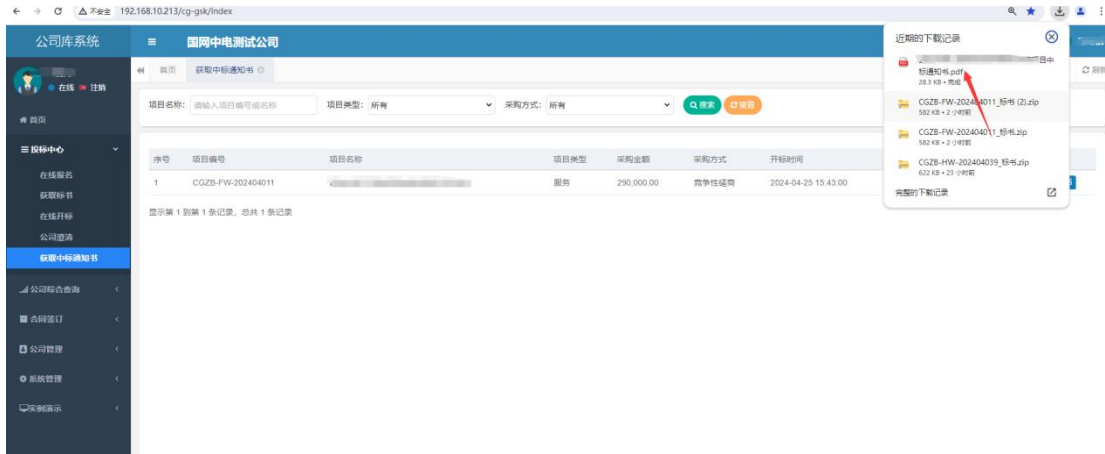 不安全 192.168.10.213/cg-gsk/index
公司库系统
国网中电测试公司
在线 注销
首页 获取中标通知书
刷新
项目名称: 请输入项目编号或名称 项目类型: 所有 采购方式: 所有 搜索 重置
首页
投标中心
在线报名
获取标书
在线开标
公司澄清
获取中标通知书
公司综合查询
合同签订
公司管理
系统管理
实例演示
序号 项目编号 项目名称 项目类型 采购金额 采购方式 开标时间
1 CGZB-FW-202404011 服务 290,000.00 竞争性磋商 2024-04-25 15:43:00
显示第 1 到第 1 条记录，总共 1 条记录
近期的下载记录
项目中
标通知书.pdf
28.3 KB • 完成
CGZB-FW-202404011_标书 (2).zip
582 KB • 2 小时前
CGZB-FW-202404011_标书.zip
582 KB • 2 小时前
CGZB-HW-202404039_标书.zip
622 KB • 23 小时前
完整的下载记录